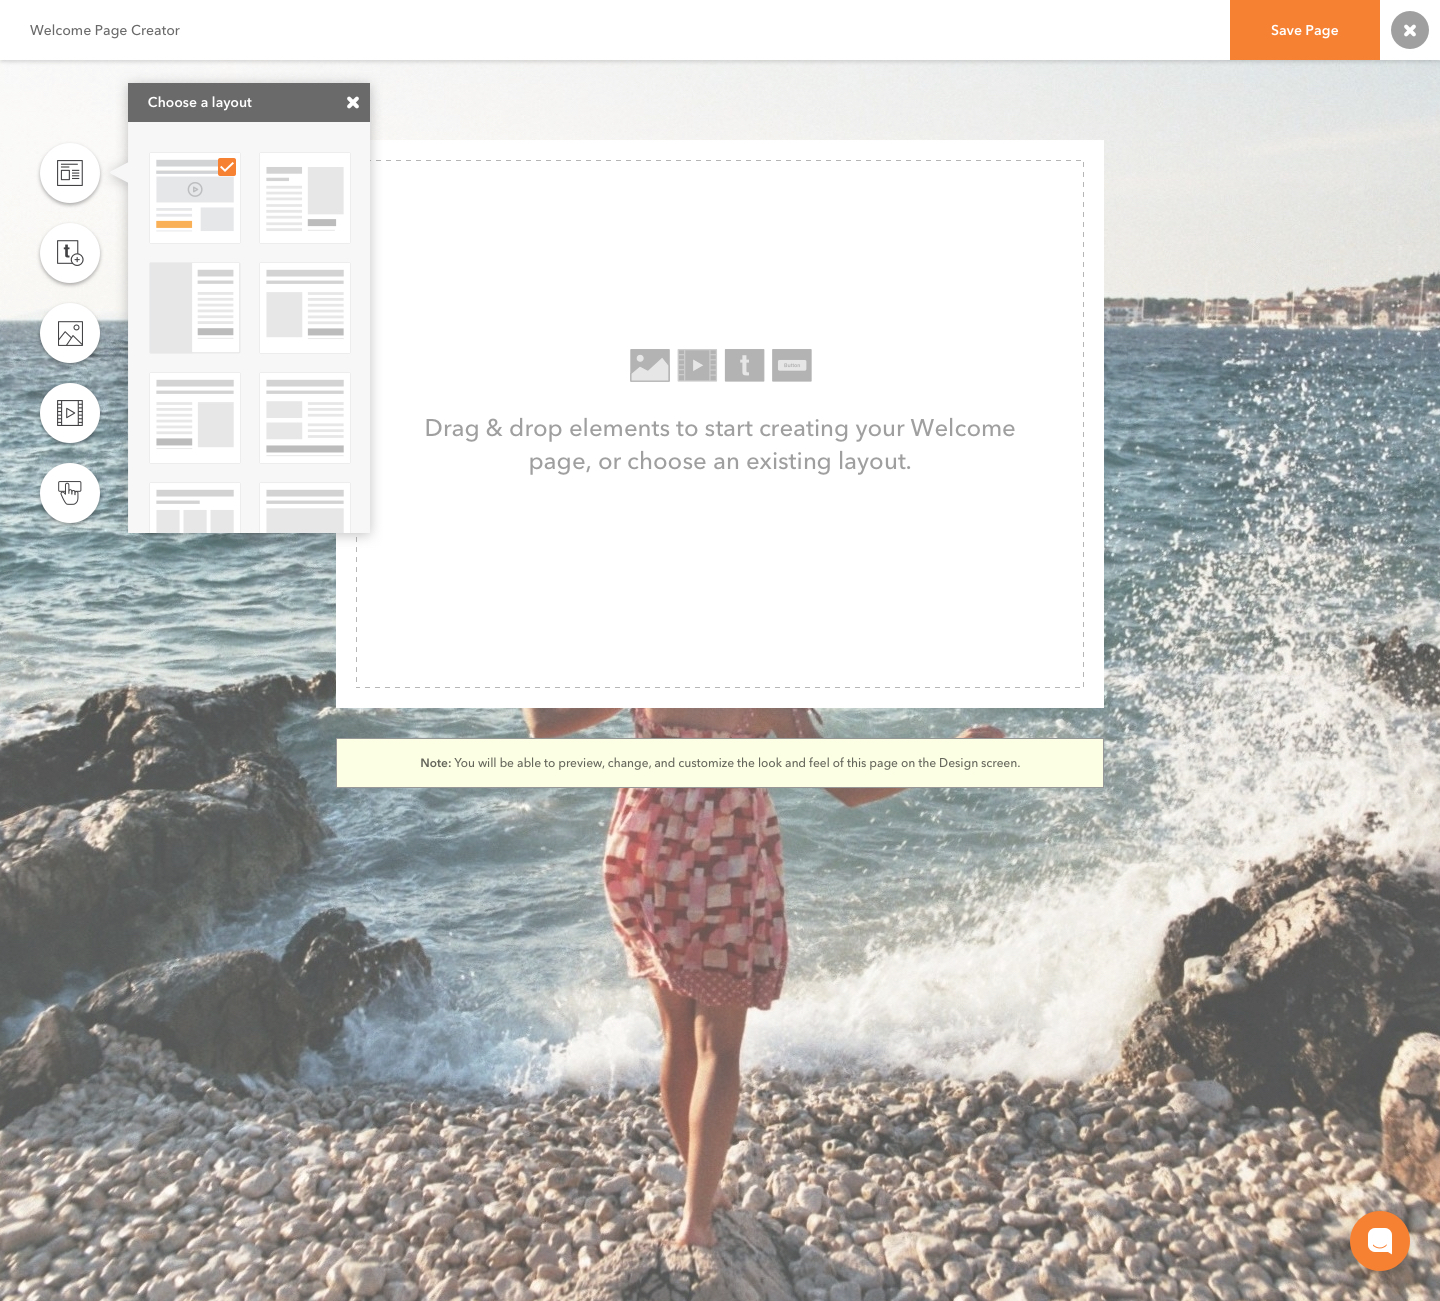 Welcome Page Creator
Save Page
Choose a layout
t
t
Button
Drag & drop elements to start creating your Welcome
page, or choose an existing layout.
Note: You will be able to preview, change, and customize the look and feel of this page on the Design screen.